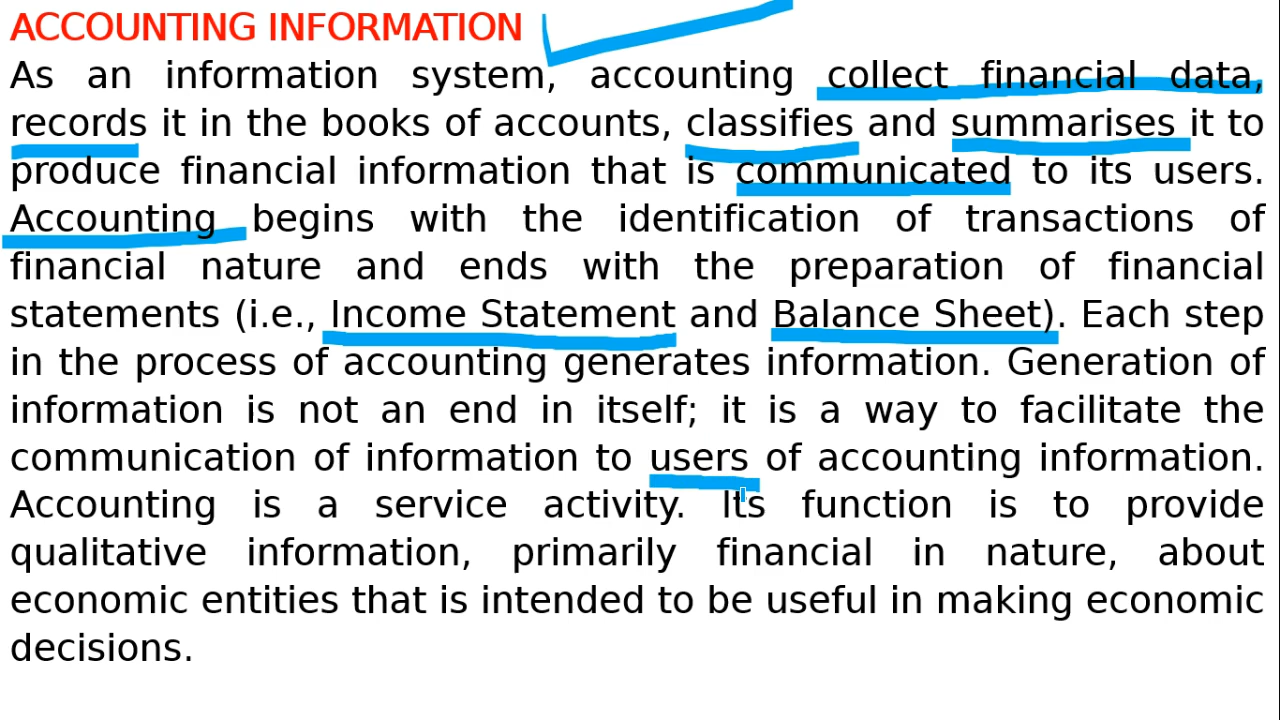 ACCOUNTING INFORMATION
As an information system, accounting collect financial data,
records it in the books of accounts, classifies and summarises it to
produce financial information that is communicated to its users.
Accounting begins with the identification of transactions of
financial nature and ends with the preparation of financial
statements (i.e., Income Statement and Balance Sheet). Each step
in the process of accounting generates information. Generation of
information is not an end in itself; it is a way to facilitate the
communication of information to users of accounting information.
Accounting is a service activity. Its function is to provide
qualitative information, primarily financial in nature, about
economic entities that is intended to be useful in making economic
decisions.